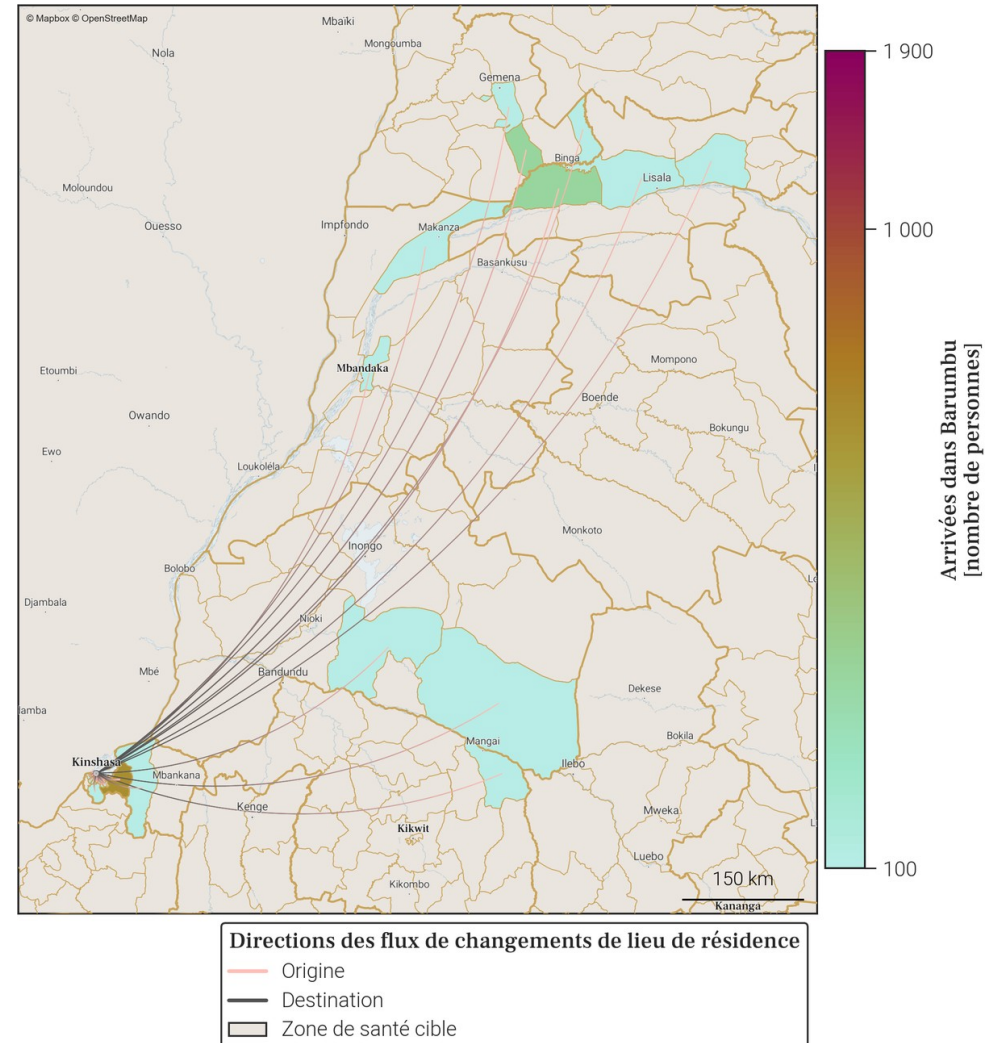 © Mapbox © OpenStreetMap
Mbaïki
Mongoumba
Nola
Gemena
Binga
Lisala
Moloundou
Ouesso
Impfondo
Makanza
Basankusu
Mbandaka
Mompono
Etoumbi
Boende
Owando
Bokungu
Ewo
Loukoléla
Monkoto
Inongo
Bolobo
Djambala
Nioki
Mbé
Bandundu
Dekese
Bokila
Mangai
Kinshasa
Ilebo
Mbankana
Kenge
Mweka
Kikwit
Luebo
Kikombo
150 km
Kananga
1 900
1 000
100
Arrivées dans Barumbu
[nombre de personnes]
Directions des flux de changements de lieu de résidence
Origine
Destination
Zone de santé cible